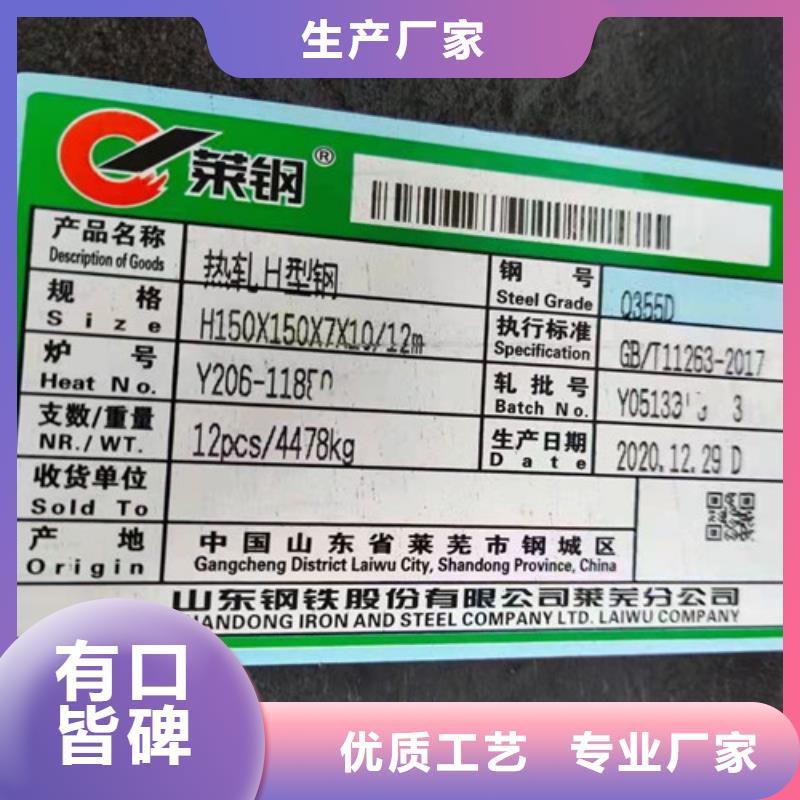 生产厂家
莱钢®
产品名称 热轧H型钢 钢号 Q355D
Description of Goods Steel Grade
规格 H150X150X7X10/12m 执行标准 GB/T11263-2017
Size Specification
炉号 轧批号
Heat No. Batch No.
支数/重量 12pcs/4478kg 生产日期 2020.12.29 D
NR./WT. Date
收货单位
Sold To
产地 中国山东省莱芜市钢城区
Origin Gangcheng District Laiwu City, Shandong Province, China
山东钢铁股份有限公司莱芜分公司
SHANDONG IRON AND STEEL COMPANY LTD. LAIWU COMPANY
有口
皆碑
优质工艺 专业厂家